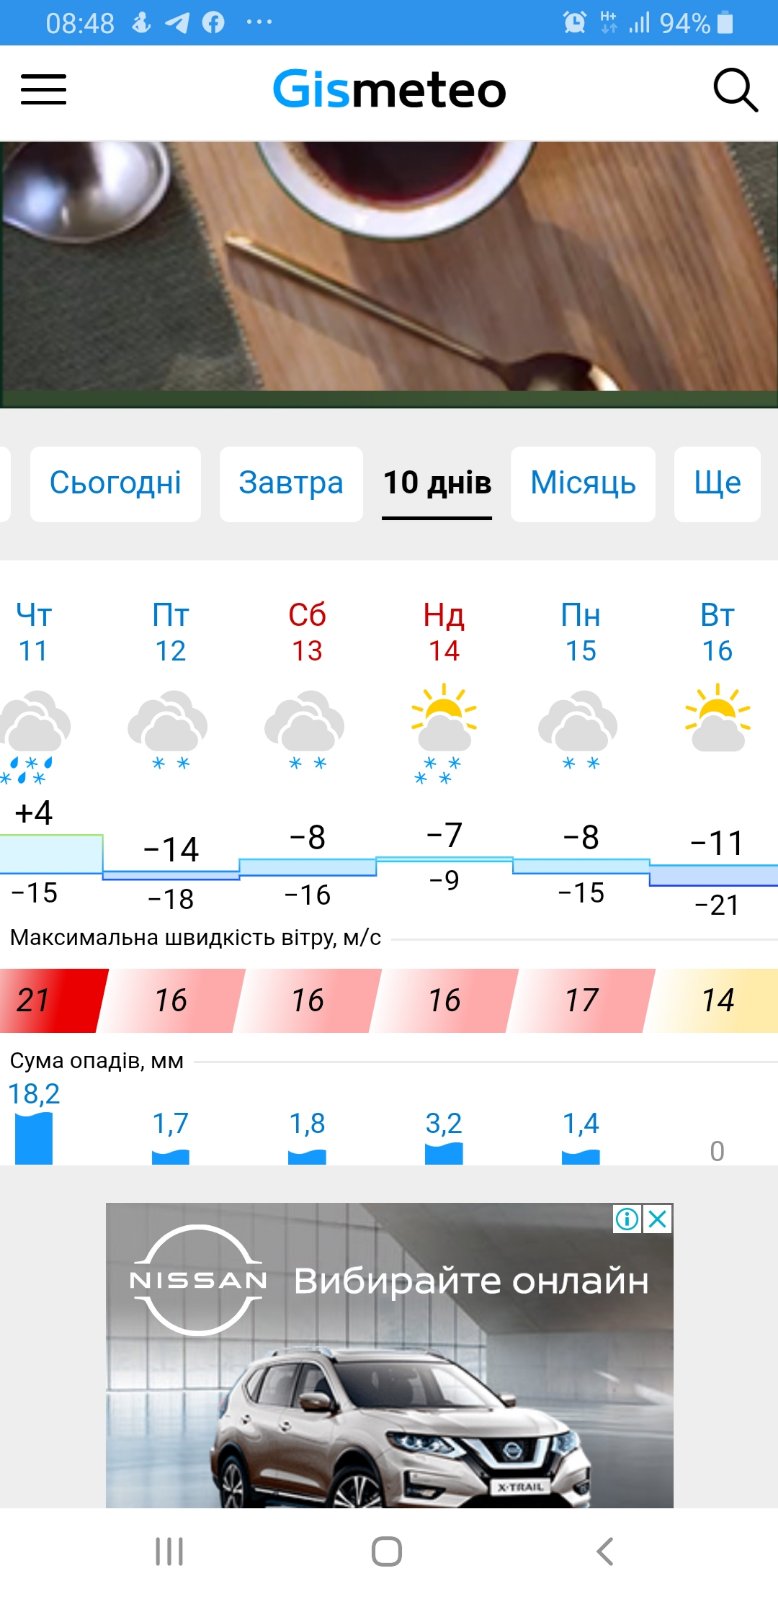 08:48 ... H+ 94%
Gismeteo
Сьогодні Завтра 10 днів Місяць Ще
Чт Пт Сб Нд Пн Вт
11 12 13 14 15 16
+4 −14 −8 −7 −8 −11
−15 −18 −16 −9 −15 −21
Максимальна швидкість вітру, м/с
21 16 16 16 17 14
Сума опадів, мм
18,2 1,7 1,8 3,2 1,4 0
NISSAN Вибирайте онлайн
X-TRAIL